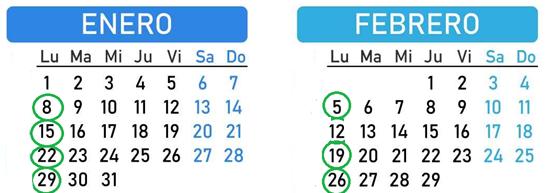 ENERO
Lu Ma Mi Ju Vi Sa Do
1 2 3 4 5 6 7
8 9 10 11 12 13 14
15 16 17 18 19 20 21
22 23 24 25 26 27 28
29 30 31
FEBRERO
Lu Ma Mi Ju Vi Sa Do
1 2 3 4
5 6 7 8 9 10 11
12 13 14 15 16 17 18
19 20 21 22 23 24 25
26 27 28 29